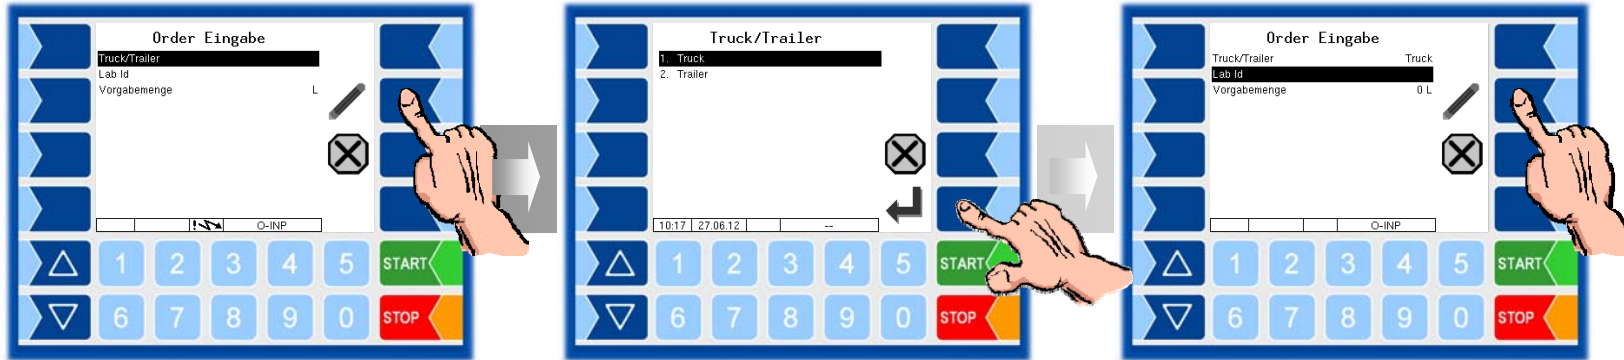 Order Eingabe
Truck/Trailer
Lab Id
Vorgabemenge L
O-INP
1 2 3 4 5 START
6 7 8 9 0 STOP
Truck/Trailer
1. Truck
2. Trailer
10:17 27.06.12 --
1 2 3 4 5 START
6 7 8 9 0 STOP
Order Eingabe
Truck/Trailer Truck
Lab Id
Vorgabemenge 0 L
O-INP
1 2 3 4 5 START
6 7 8 9 0 STOP